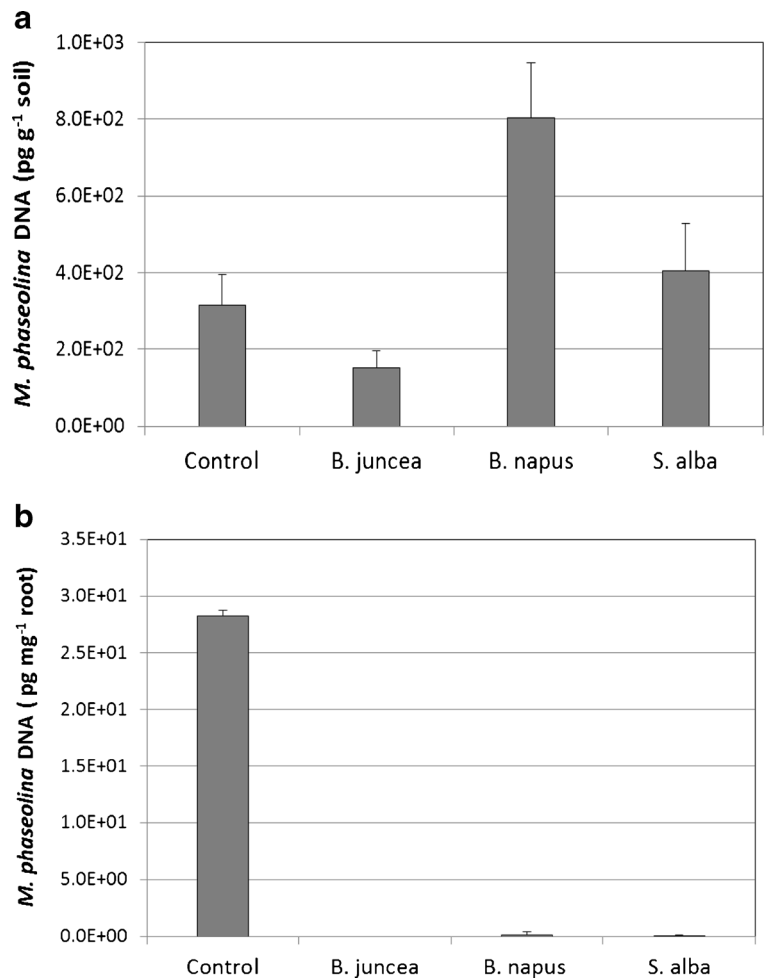 a
M. phaseolina DNA (pg g⁻¹ soil)
1.0E+03
8.0E+02
6.0E+02
4.0E+02
2.0E+02
0.0E+00
Control B. juncea B. napus S. alba
b
M. phaseolina DNA ( pg mg⁻¹ root)
3.5E+01
3.0E+01
2.5E+01
2.0E+01
1.5E+01
1.0E+01
5.0E+00
0.0E+00
Control B. juncea B. napus S. alba